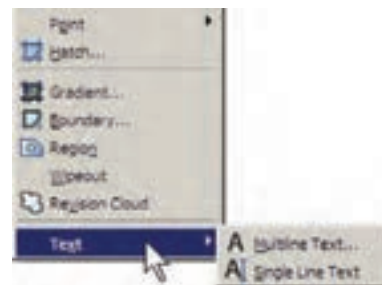 Point
Hatch...
Gradient...
Boundary...
Region
Wipeout
Revision Cloud
Text
A Multiline Text...
A Single Line Text